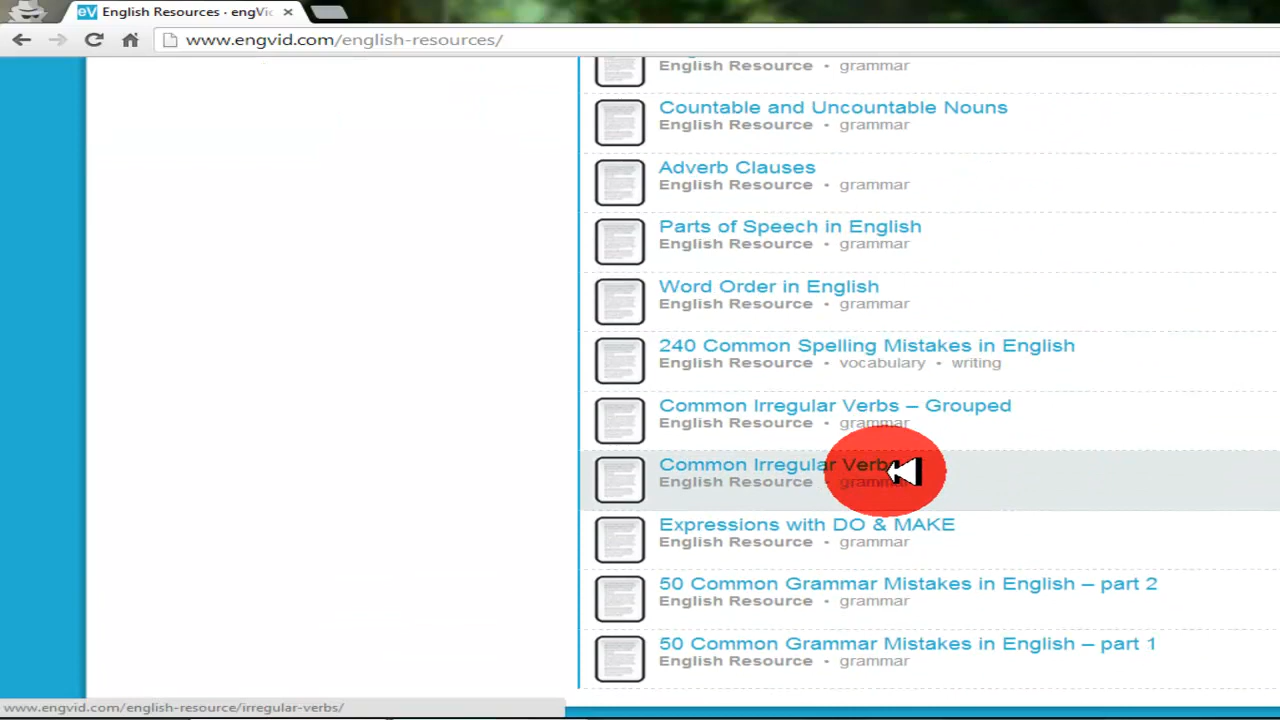 English Resources · engVid
www.engvid.com/english-resources/
English Resource • grammar
Countable and Uncountable Nouns
English Resource • grammar
Adverb Clauses
English Resource • grammar
Parts of Speech in English
English Resource • grammar
Word Order in English
English Resource • grammar
240 Common Spelling Mistakes in English
English Resource • vocabulary • writing
Common Irregular Verbs – Grouped
English Resource • grammar
Common Irregular Verbs
English Resource • grammar
Expressions with DO & MAKE
English Resource • grammar
50 Common Grammar Mistakes in English – part 2
English Resource • grammar
50 Common Grammar Mistakes in English – part 1
English Resource • grammar
www.engvid.com/english-resource/irregular-verbs/